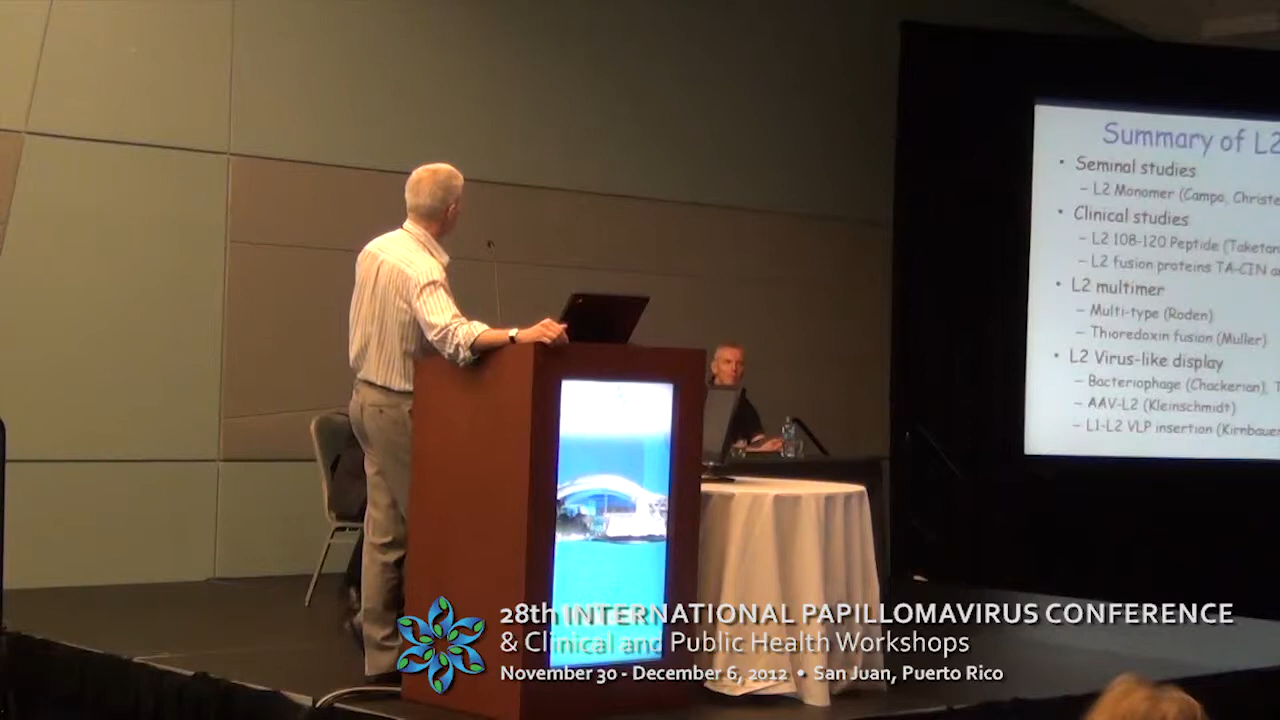 Summary of L2
• Seminal studies
– L2 Monomer (Campo, Christe
• Clinical studies
– L2 108-120 Peptide (Taketan
– L2 fusion proteins TA-CIN a
• L2 multimer
– Multi-type (Roden)
– Thioredoxin fusion (Muller)
• L2 Virus-like display
– Bacteriophage (Chackerian), T
– AAV-L2 (Kleinschmidt)
– L1-L2 VLP insertion (Kirnbauer
28th INTERNATIONAL PAPILLOMAVIRUS CONFERENCE
& Clinical and Public Health Workshops
November 30 - December 6, 2012 • San Juan, Puerto Rico